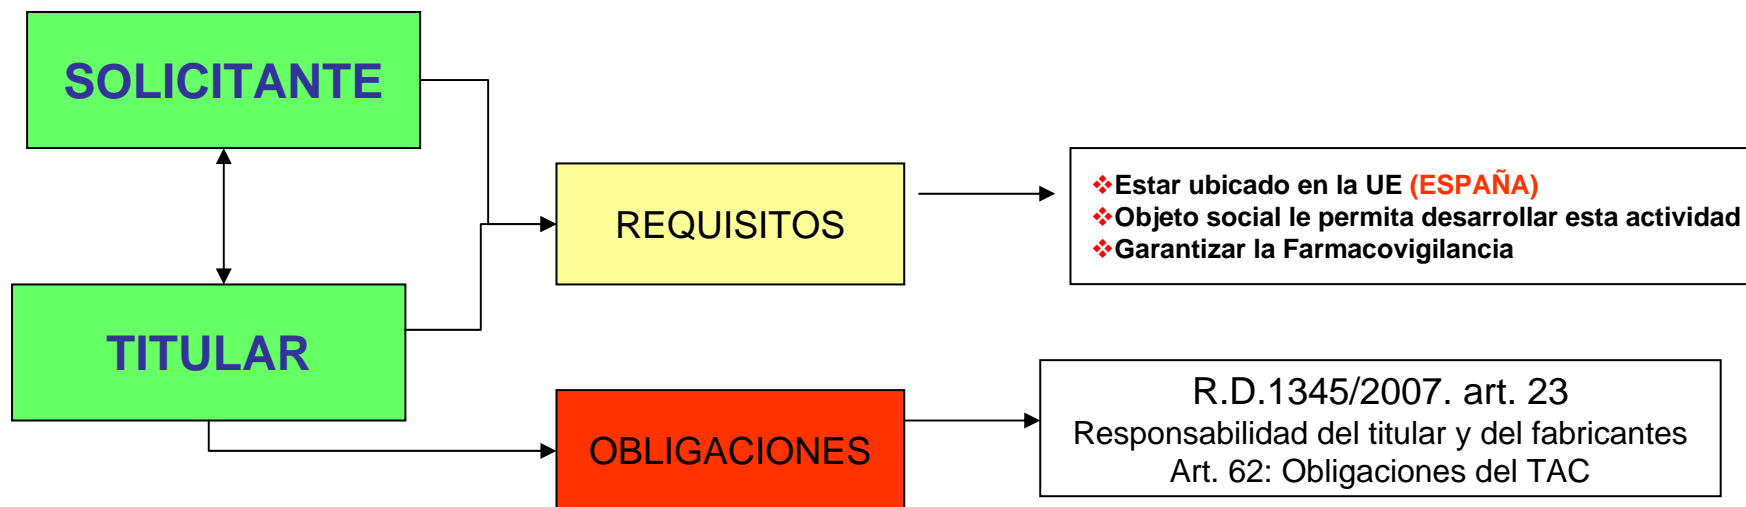 SOLICITANTE
TITULAR
REQUISITOS
OBLIGACIONES
❖Estar ubicado en la UE (ESPAÑA)
❖Objeto social le permita desarrollar esta actividad
❖Garantizar la Farmacovigilancia
R.D.1345/2007. art. 23
Responsabilidad del titular y del fabricantes
Art. 62: Obligaciones del TAC